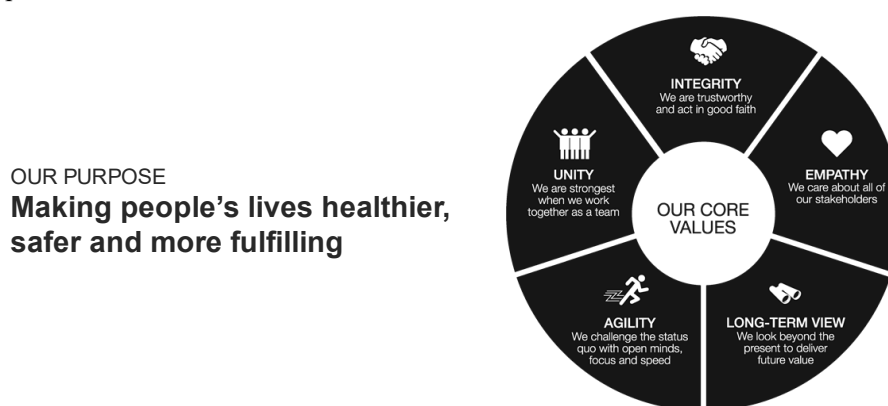 OUR PURPOSE
Making people's lives healthier,
safer and more fulfilling
INTEGRITY
We are trustworthy
and act in good faith
EMPATHY
We care about all of
our stakeholders
LONG-TERM VIEW
We look beyond the
present to deliver
future value
AGILITY
We challenge the status
quo with open minds,
focus and speed
UNITY
We are strongest
when we work
together as a team
OUR CORE
VALUES